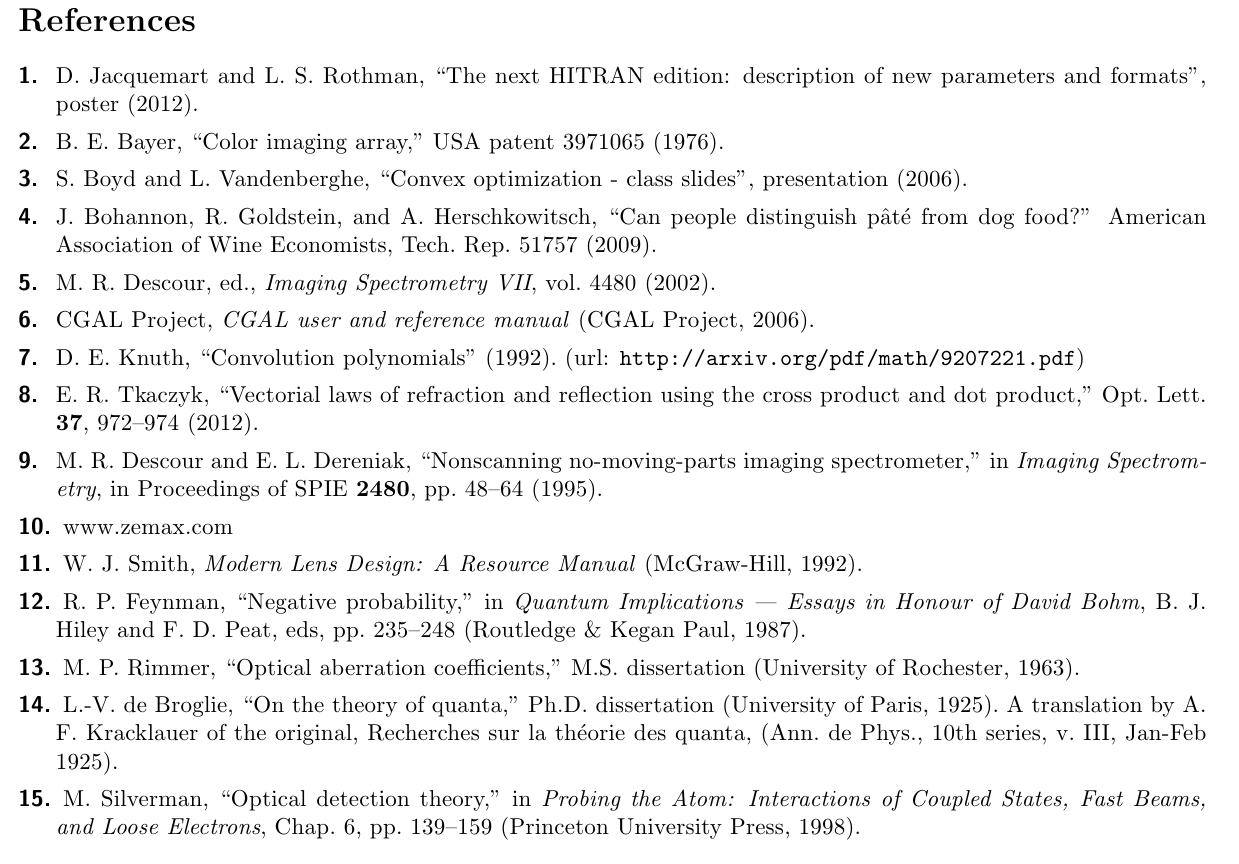 References
1. D. Jacquemart and L. S. Rothman, “The next HITRAN edition: description of new parameters and formats”,
poster (2012).
2. B. E. Bayer, “Color imaging array,” USA patent 3971065 (1976).
3. S. Boyd and L. Vandenberghe, “Convex optimization - class slides”, presentation (2006).
4. J. Bohannon, R. Goldstein, and A. Herschkowitsch, “Can people distinguish pâté from dog food?” American
Association of Wine Economists, Tech. Rep. 51757 (2009).
5. M. R. Descour, ed., Imaging Spectrometry VII, vol. 4480 (2002).
6. CGAL Project, CGAL user and reference manual (CGAL Project, 2006).
7. D. E. Knuth, “Convolution polynomials” (1992). (url: http://arxiv.org/pdf/math/9207221.pdf)
8. E. R. Tkaczyk, “Vectorial laws of refraction and reflection using the cross product and dot product,” Opt. Lett.
37, 972–974 (2012).
9. M. R. Descour and E. L. Dereniak, “Nonscanning no-moving-parts imaging spectrometer,” in Imaging Spectrom-
etry, in Proceedings of SPIE 2480, pp. 48–64 (1995).
10. www.zemax.com
11. W. J. Smith, Modern Lens Design: A Resource Manual (McGraw-Hill, 1992).
12. R. P. Feynman, “Negative probability,” in Quantum Implications — Essays in Honour of David Bohm, B. J.
Hiley and F. D. Peat, eds, pp. 235–248 (Routledge & Kegan Paul, 1987).
13. M. P. Rimmer, “Optical aberration coefficients,” M.S. dissertation (University of Rochester, 1963).
14. L.-V. de Broglie, “On the theory of quanta,” Ph.D. dissertation (University of Paris, 1925). A translation by A.
F. Kracklauer of the original, Recherches sur la théorie des quanta, (Ann. de Phys., 10th series, v. III, Jan-Feb
1925).
15. M. Silverman, “Optical detection theory,” in Probing the Atom: Interactions of Coupled States, Fast Beams,
and Loose Electrons, Chap. 6, pp. 139–159 (Princeton University Press, 1998).